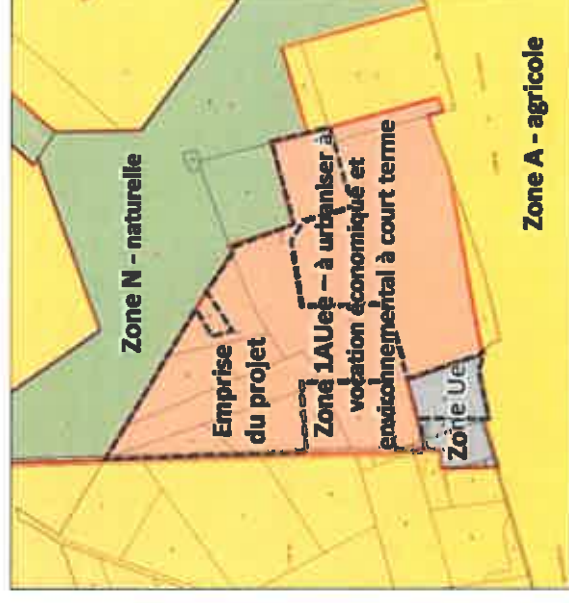 Zone N - naturelle
Emprise
du projet
Zone 1AUee – à urbaniser à
vocation économique et
environnemental à court terme
Zone Ue
Zone A - agricole